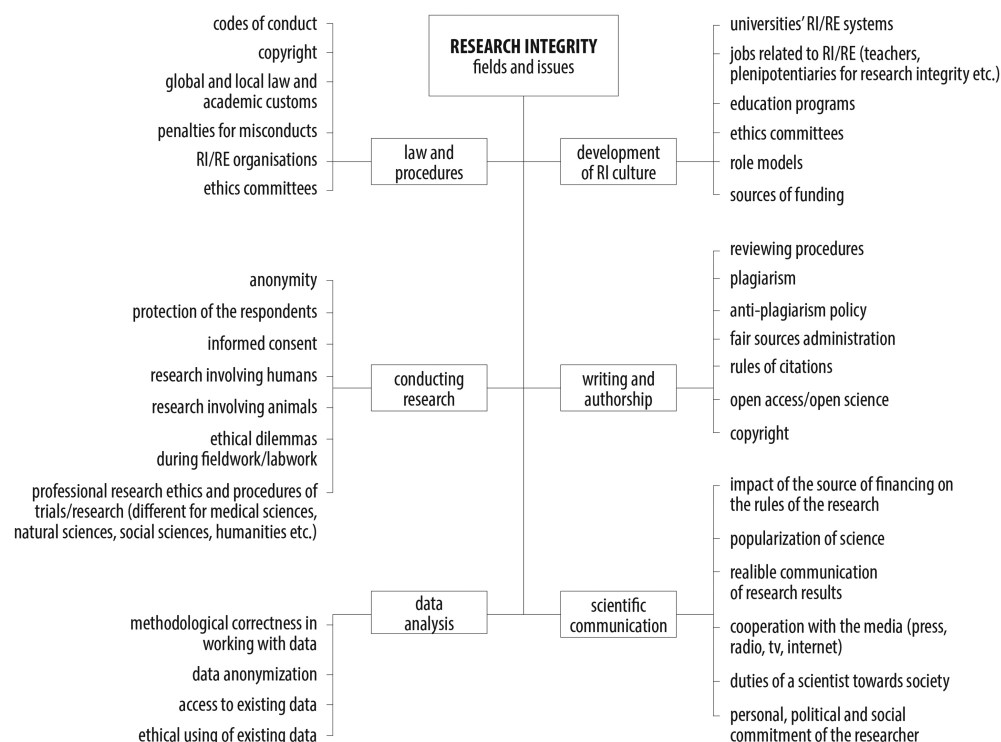 RESEARCH INTEGRITY
fields and issues
codes of conduct
copyright
global and local law and
academic customs
penalties for misconducts
RI/RE organisations
ethics committees
law and
procedures
development
of RI culture
universities' RI/RE systems
jobs related to RI/RE (teachers,
plenipotentiaries for research integrity etc.)
education programs
ethics committees
role models
sources of funding
anonymity
protection of the respondents
informed consent
research involving humans
research involving animals
ethical dilemmas
during fieldwork/labwork
professional research ethics and procedures of
trials/research (different for medical sciences,
natural sciences, social sciences, humanities etc.)
conducting
research
writing and
authorship
reviewing procedures
plagiarism
anti-plagiarism policy
fair sources administration
rules of citations
open access/open science
copyright
methodological correctness in
working with data
data anonymization
access to existing data
ethical using of existing data
data
analysis
scientific
communication
impact of the source of financing on
the rules of the research
popularization of science
realible communication
of research results
cooperation with the media (press,
radio, tv, internet)
duties of a scientist towards society
personal, political and social
commitment of the researcher